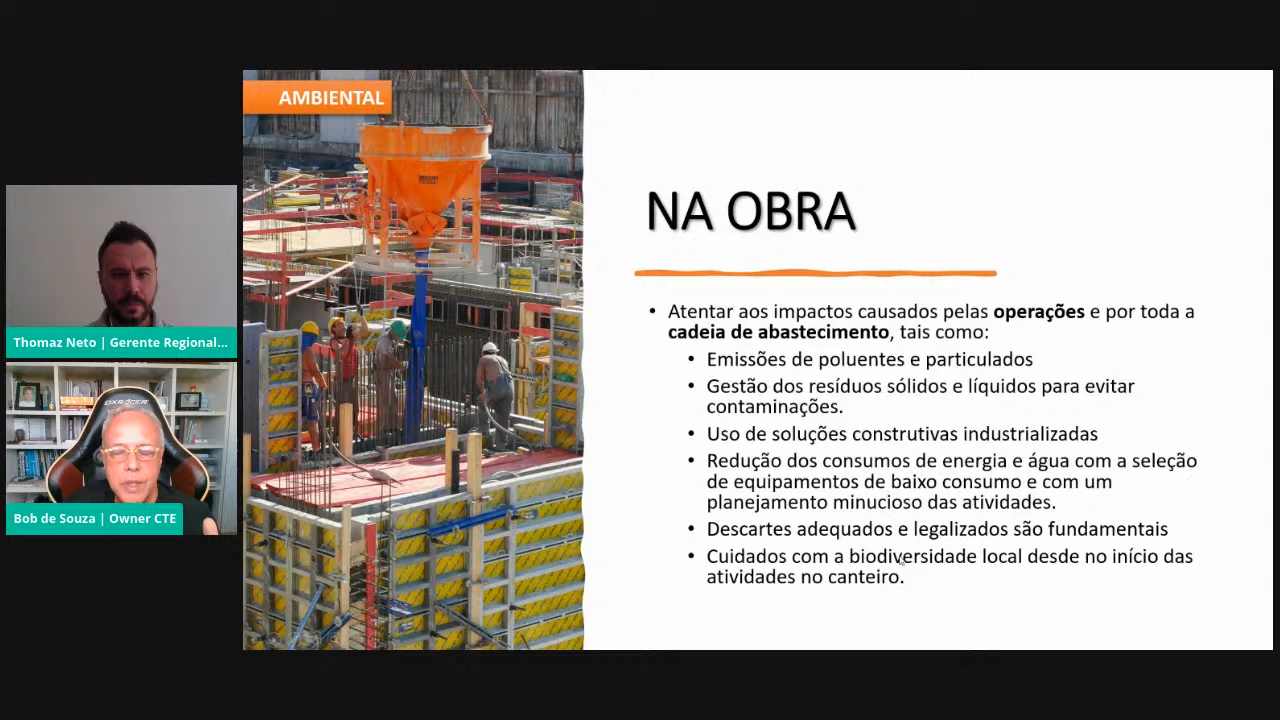 AMBIENTAL
NA OBRA
• Atentar aos impactos causados pelas operações e por toda a
cadeia de abastecimento, tais como:
• Emissões de poluentes e particulados
• Gestão dos resíduos sólidos e líquidos para evitar
contaminações.
• Uso de soluções construtivas industrializadas
• Redução dos consumos de energia e água com a seleção
de equipamentos de baixo consumo e com um
planejamento minucioso das atividades.
• Descartes adequados e legalizados são fundamentais
• Cuidados com a biodiversidade local desde no início das
atividades no canteiro.
Thomaz Neto | Gerente Regional...
DXRACER
Bob de Souza | Owner CTE